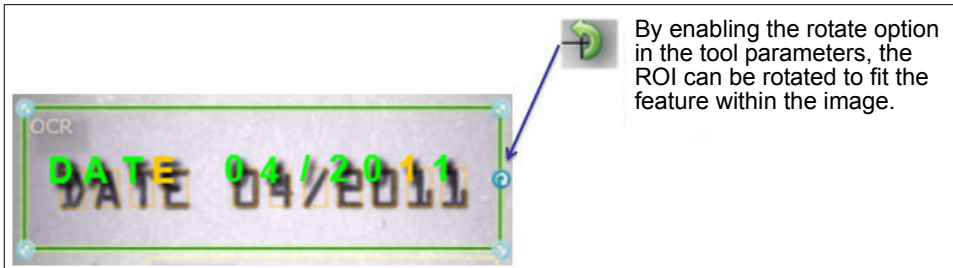 By enabling the rotate option
in the tool parameters, the
ROI can be rotated to fit the
feature within the image.
OCR
DATE 04/2011
DATE 04/2011